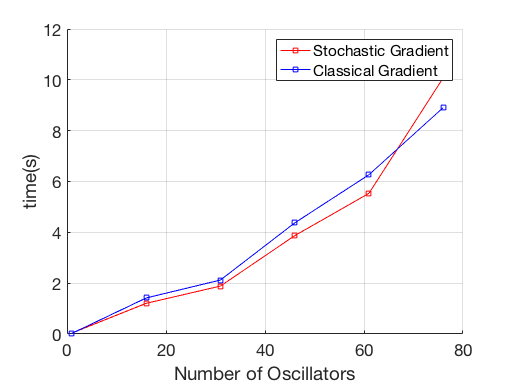 12
10
8
6
4
2
0
time(s)
Stochastic Gradient
Classical Gradient
0 20 40 60 80
Number of Oscillators